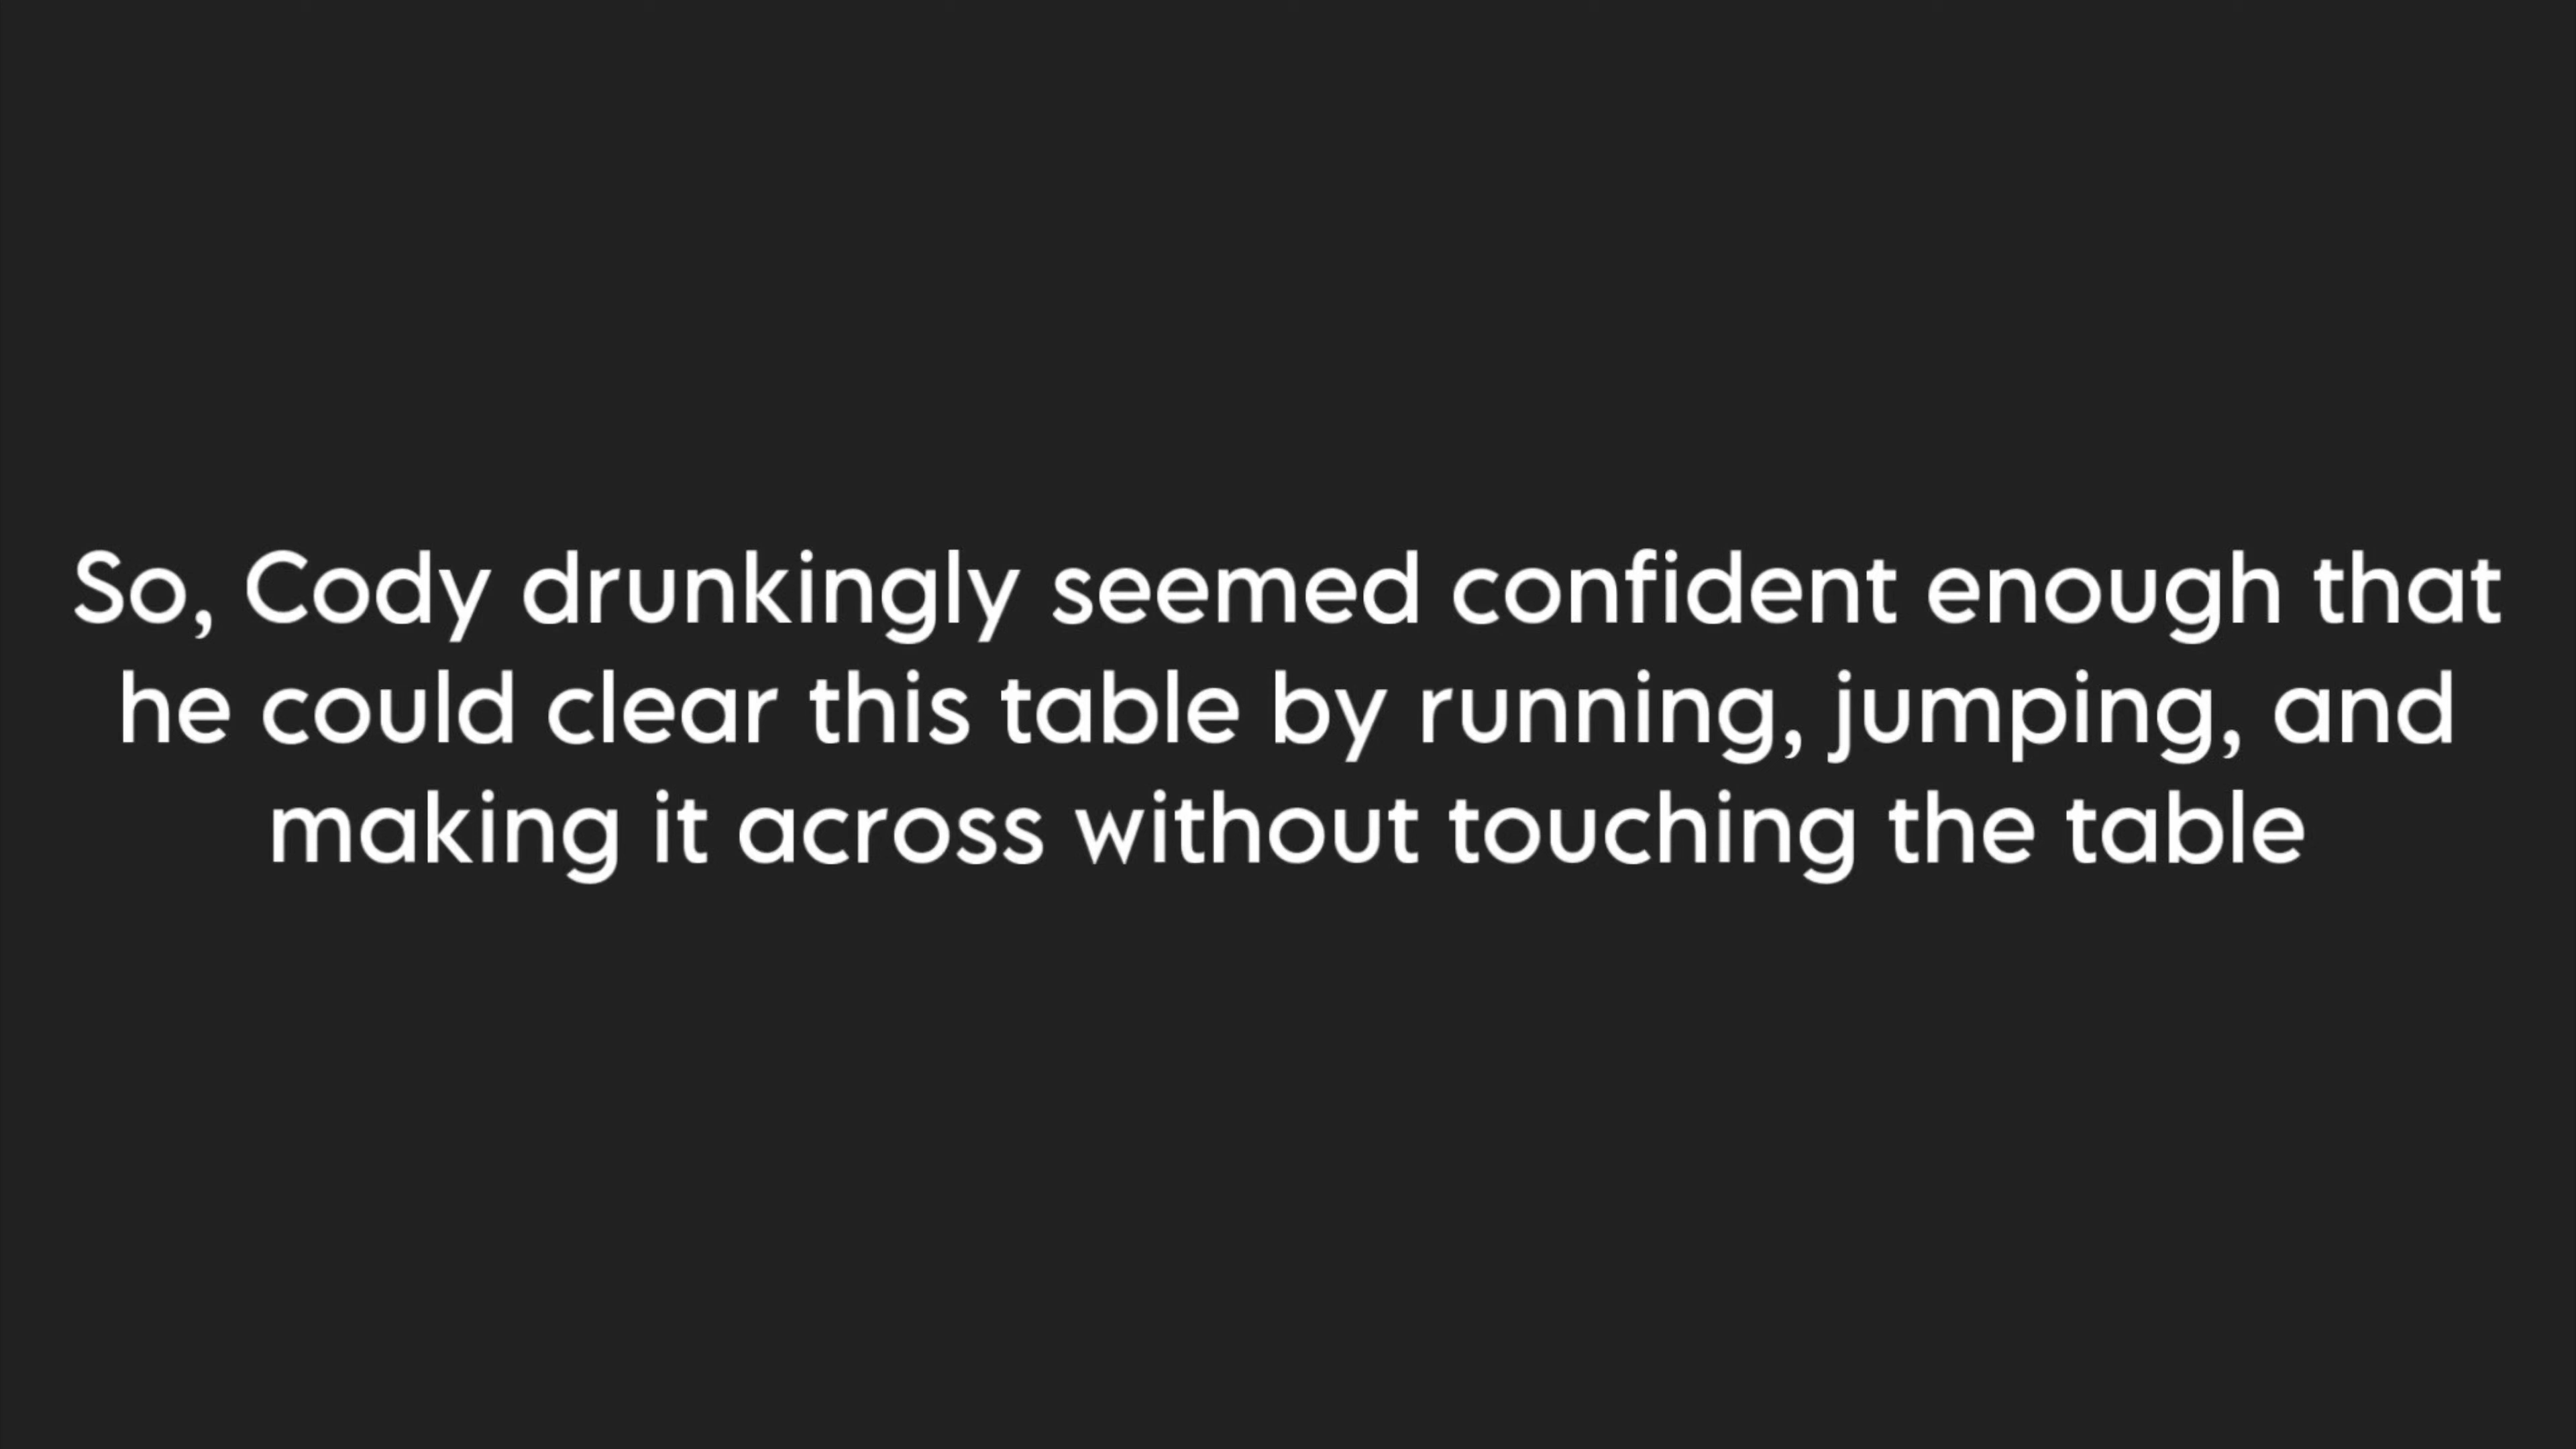 So, Cody drunkingly seemed confident enough that
he could clear this table by running, jumping, and
making it across without touching the table